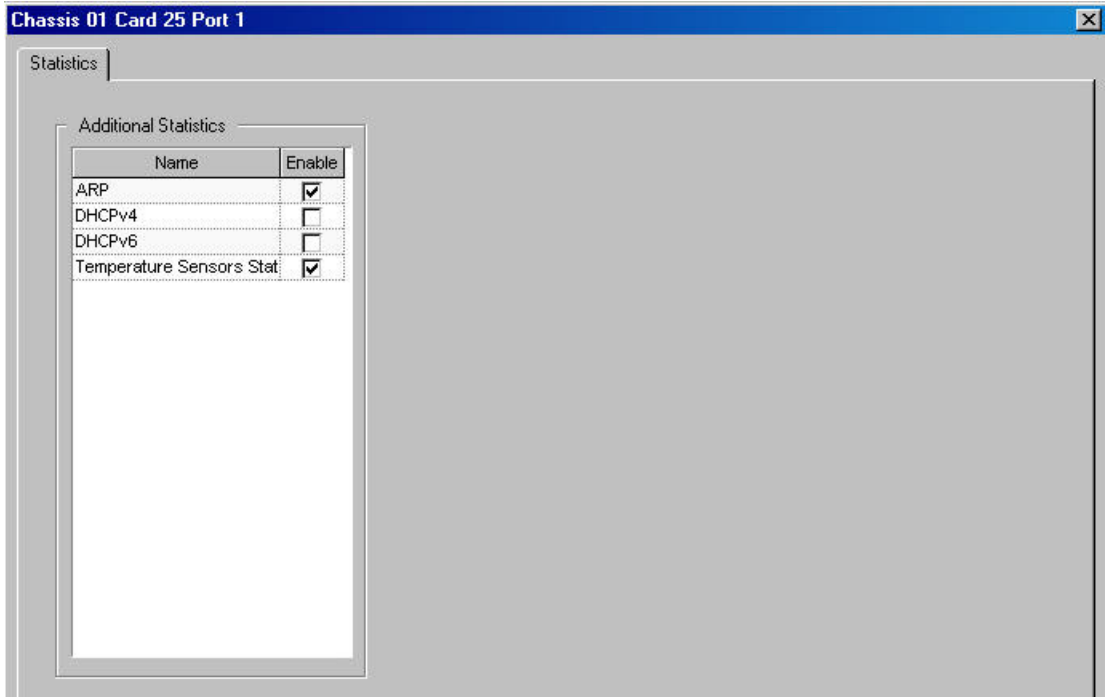 Chassis 01 Card 25 Port 1
Statistics
Additional Statistics
Name Enable
ARP
DHCPv4
DHCPv6
Temperature Sensors Stat